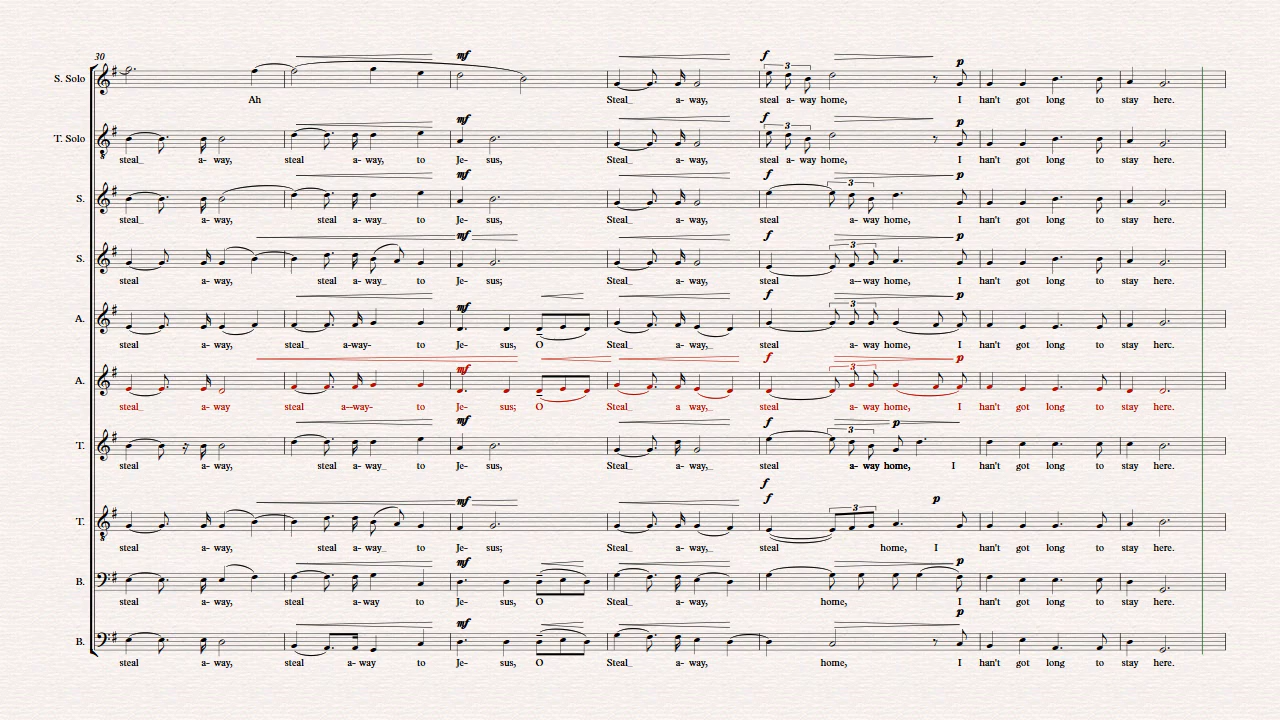 30
mf f p
S. Solo
Ah Steal_ a- way, steal a- way home, I han't got long to stay here.
mf f p
T. Solo
steal_ a- way, steal a- way, to Je- sus, Steal_ a- way, steal a- way home, I han't got long to stay here.
mf f p
S.
steal_ a- way, steal a- way_ to Je- sus, Steal_ a- way, steal a- way home, I han't got long to stay here.
mf f p
S.
steal a- way, steal a- way_ to Je- sus; Steal_ a- way, steal a- way home, I han't got long to stay here.
mf f p
A.
steal a- way, steal_ a-way- to Je- sus, O Steal_ a- way,_ steal a- way home, I han't got long to stay here.
mf f p
A.
steal_ a- way steal a-way- to Je- sus; O Steal_ a way,_ steal a- way home, I han't got long to stay here.
mf f p
T.
steal a- way, steal a- way_ to Je- sus, Steal_ a- way,_ steal a- way home, I han't got long to stay here.
f
mf f p
T.
steal a- way, steal a- way_ to Je- sus; Steal_ a- way,_ steal home, I han't got long to stay here.
mf p
B.
steal a- way, steal a-way to Je- sus, O Steal_ a- way, home, I han't got long to stay here.
mf p
B.
steal a- way, steal a- way to Je- sus, O Steal_ a- way, home, I han't got long to stay here.